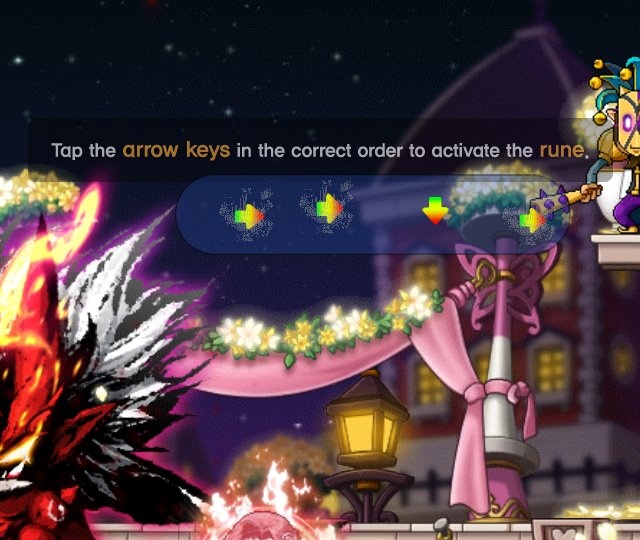 Tap the arrow keys in the correct order to activate the rune.